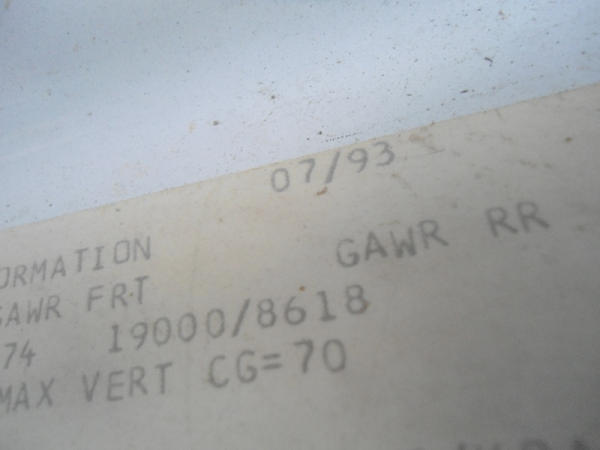 07/93
ORMATION
GAWR FRT GAWR RR
74 19000/8618
MAX VERT CG=70